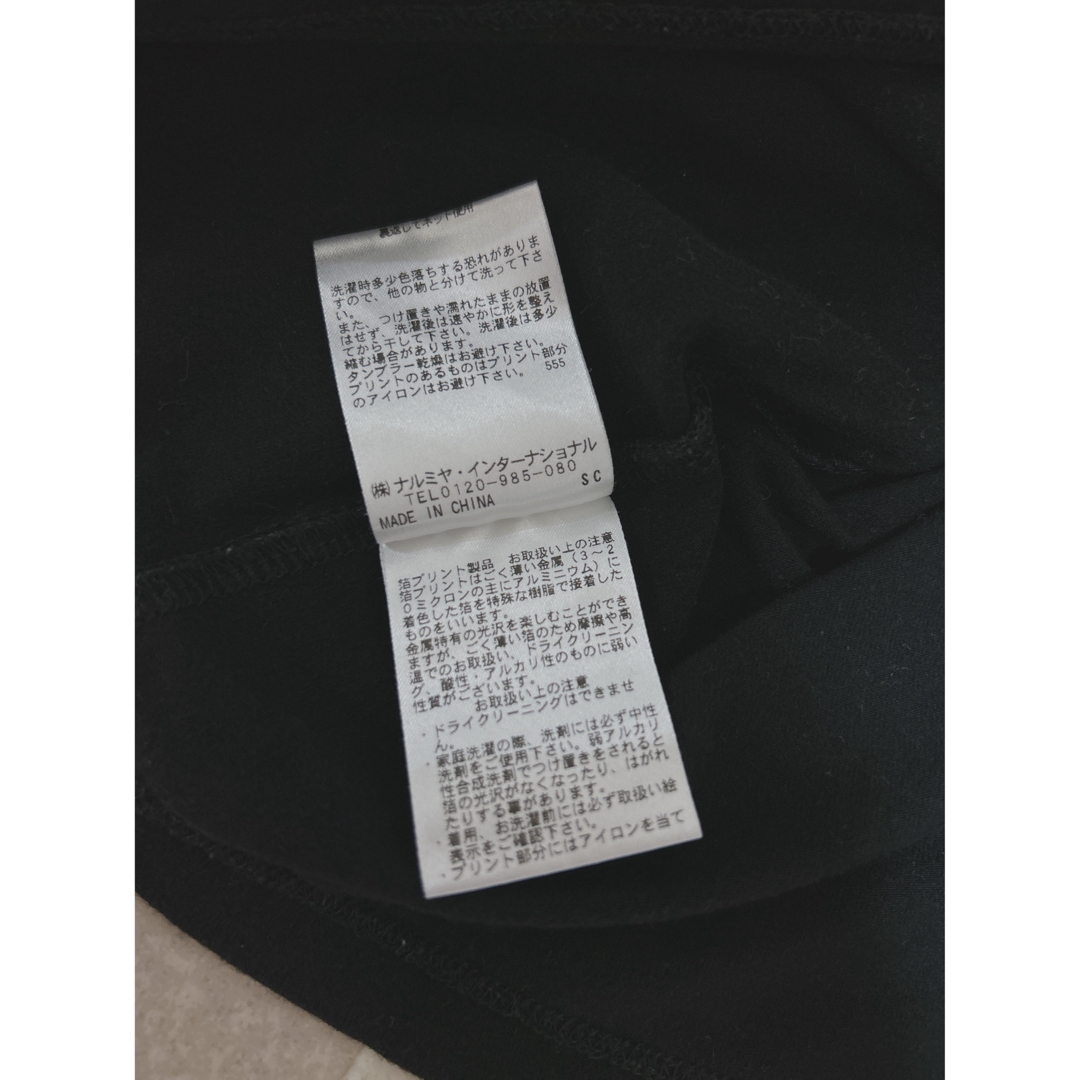 裏返してネット使用
洗濯時多少色落ちする恐れがありま
すので、他の物と分けて洗って下さ
い。
また、つけ置きや濡れたままの放置
はせず、洗濯後は速やかに形を整え
てから干して下さい。洗濯後は多少
縮む場合があります。
タンブラー乾燥はお避け下さい。
プリントのあるものはプリント部分
のアイロンはお避け下さい。 555
㈱ナルミヤ・インターナショナル
TEL0120-985-080
MADE IN CHINA SC
箔プリント製品 お取扱い上の注意
箔プリントはごく薄い金属(3～2
0ミクロンの主にアルミニウム)に
着色した箔を特殊な樹脂で接着した
ものをいいます。
金属特有の光沢を楽しむことができ
ますが、ごく薄い箔のため摩擦や高
温でのお取扱い、ドライクリーニン
グ、酸性・アルカリ性のものに弱い
性質がございます。
お取扱い上の注意
・ドライクリーニングはできませ
ん。
・家庭洗濯の際、洗剤には必ず中性
洗剤をご使用下さい。弱アルカリ
性合成洗剤でつけ置きをされると
箔の光沢がなくなったり、はがれ
たりする事があります。
・着用、お洗濯前には必ず取扱い絵
表示をご確認下さい。
・プリント部分にはアイロンを当て